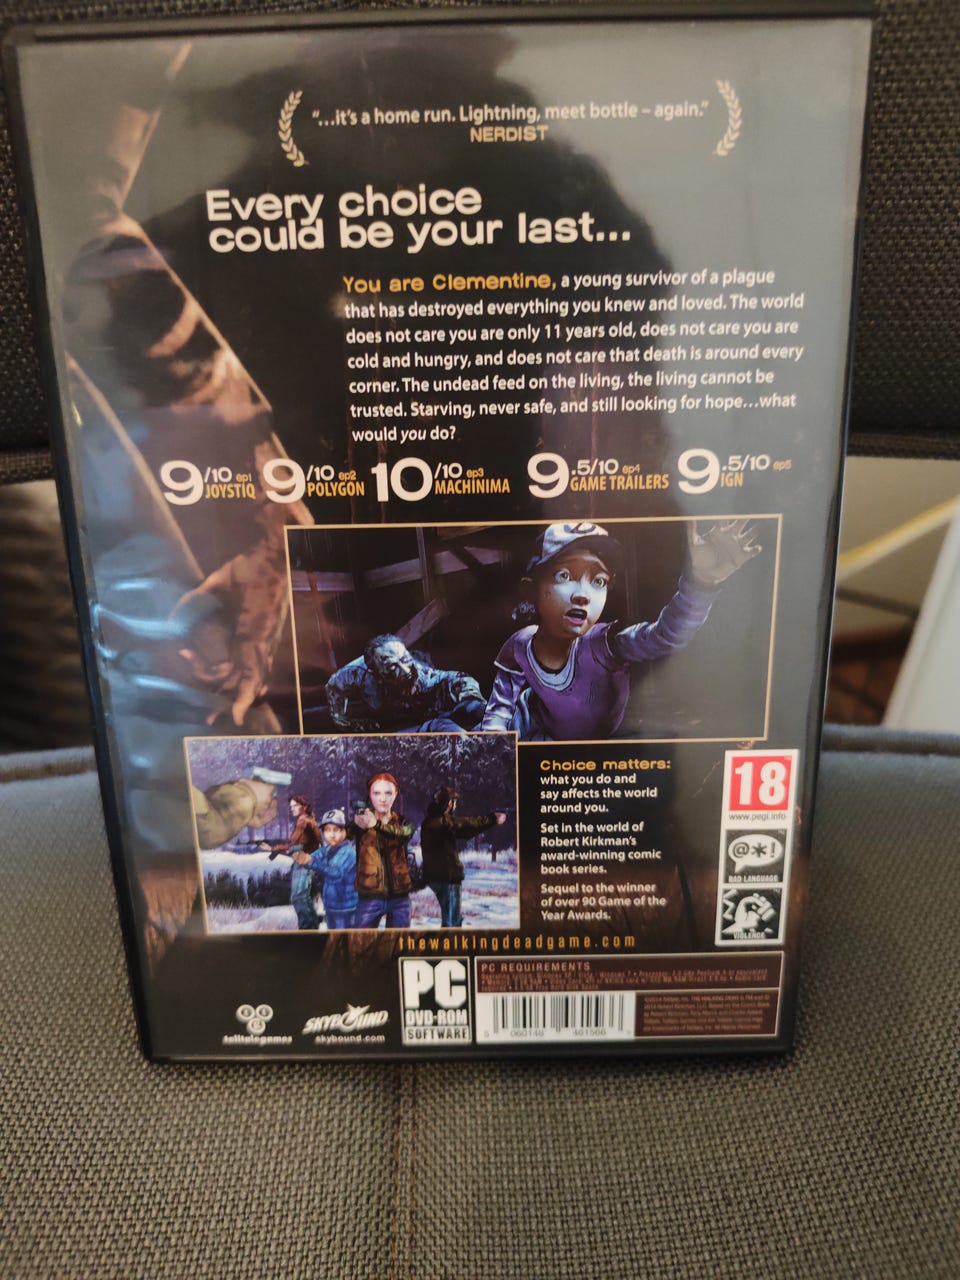 "...it's a home run. Lightning, meet bottle – again."
NERDIST
Every choice
could be your last...
You are Clementine, a young survivor of a plague
that has destroyed everything you knew and loved. The world
does not care you are only 11 years old, does not care you are
cold and hungry, and does not care that death is around every
corner. The undead feed on the living, the living cannot be
trusted. Starving, never safe, and still looking for hope...what
would you do?
9/10 ep1 JOYSTIQ
9/10 ep2 POLYGON
10/10 ep3 MACHINIMA
9.5/10 ep4 GAME TRAILERS
9.5/10 ep5 IGN
Choice matters:
what you do and
say affects the world
around you.
Set in the world of
Robert Kirkman's
award-winning comic
book series.
Sequel to the winner
of over 90 Game of the
Year Awards.
18
www.pegi.info
@*!
BAD LANGUAGE
VIOLENCE
thewalkingdeadgame.com
telltalegames
SKYBOUND
skybound.com
PC
DVD-ROM
SOFTWARE
PC REQUIREMENTS
5 060146 461566